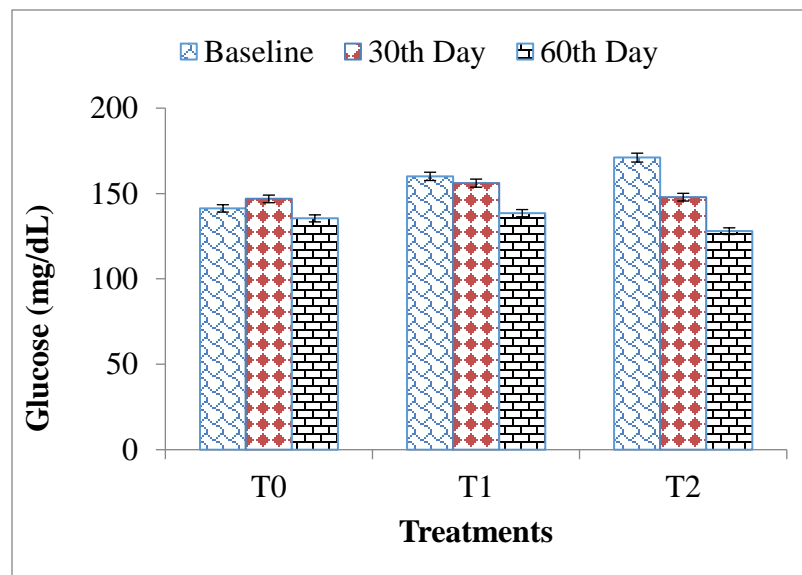 Baseline 30th Day 60th Day
200
150
100
50
0
Glucose (mg/dL)
T0 T1 T2
Treatments